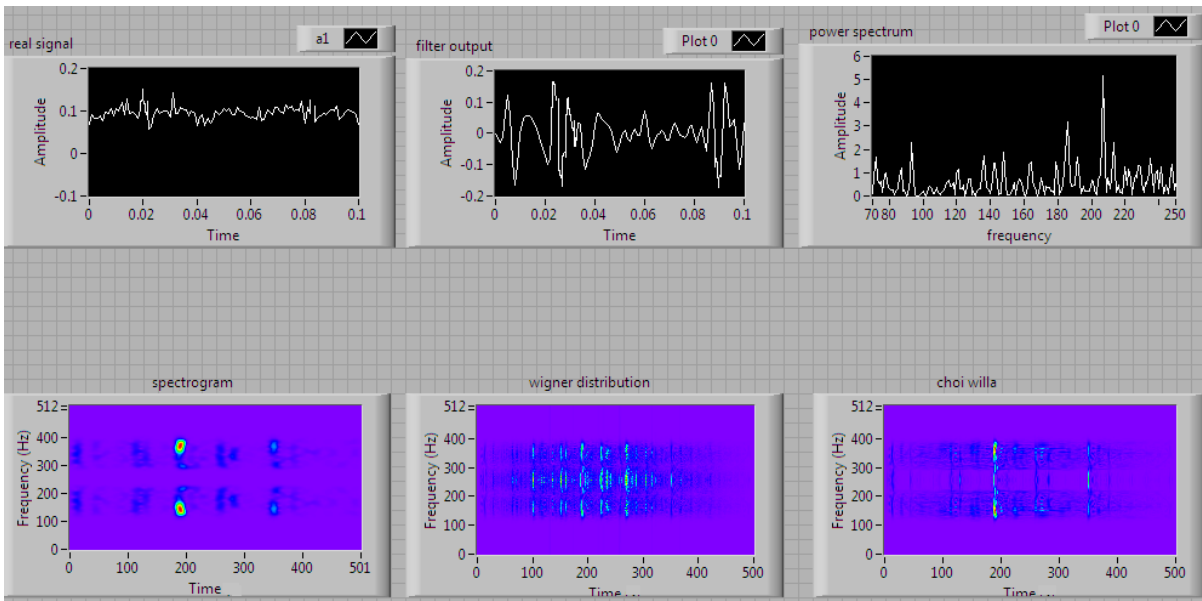 real signal
a1
Amplitude
0.2
0.1
0
-0.1
0 0.02 0.04 0.06 0.08 0.1
Time
filter output
Plot 0
Amplitude
0.2
0.1
0
-0.1
-0.2
0 0.02 0.04 0.06 0.08 0.1
Time
power spectrum
Plot 0
Amplitude
6
5
4
3
2
1
0
70 80 100 120 140 160 180 200 220 250
frequency
spectrogram
Frequency (Hz)
512
400
300
200
100
0
0 100 200 300 400 501
Time
wigner distribution
Frequency (Hz)
512
400
300
200
100
0
0 100 200 300 400 500
Time
choi willa
Frequency (Hz)
512
400
300
200
100
0
0 100 200 300 400 500
Time